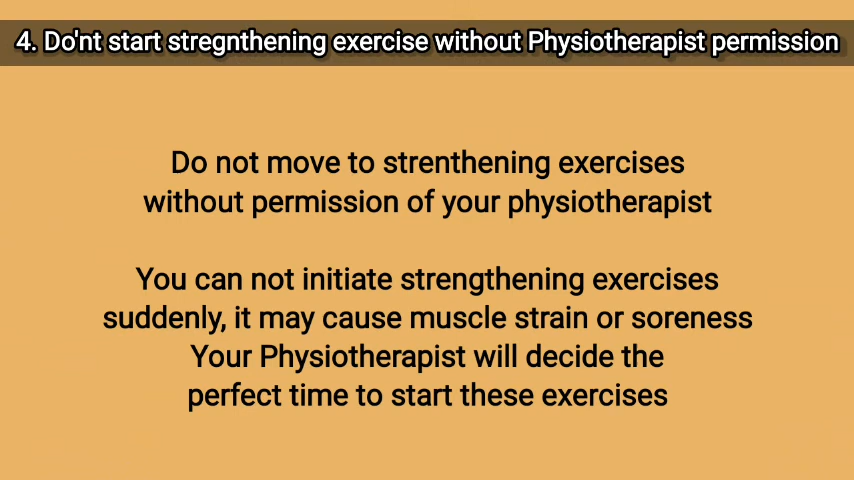 4. Do'nt start stregnthening exercise without Physiotherapist permission
Do not move to strenthening exercises
without permission of your physiotherapist
You can not initiate strengthening exercises
suddenly, it may cause muscle strain or soreness
Your Physiotherapist will decide the
perfect time to start these exercises